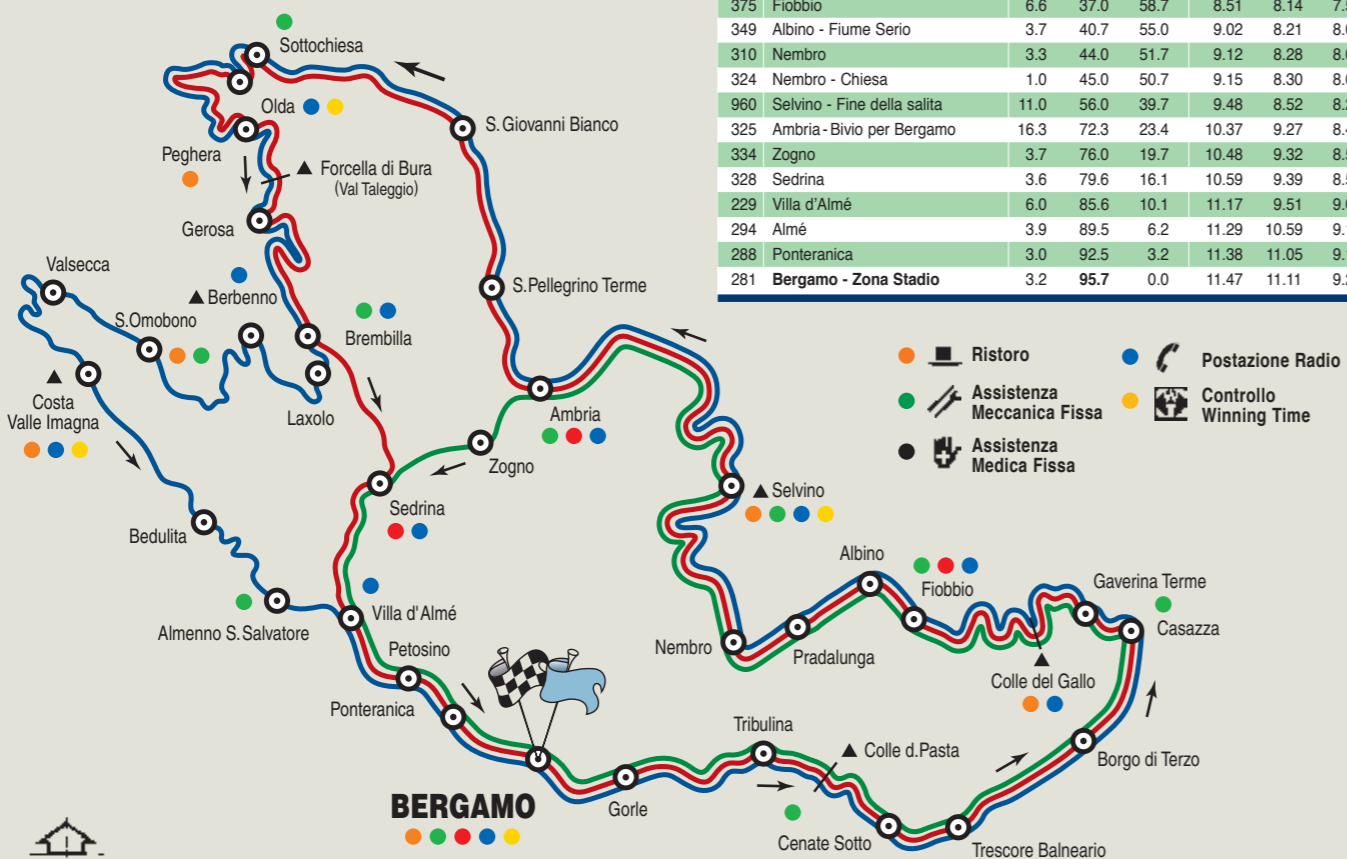 375 Fiobbio 6.6 37.0 58.7 8.51 8.14
349 Albino - Fiume Serio 3.7 40.7 55.0 9.02 8.21
310 Nembro 3.3 44.0 51.7 9.12 8.28
324 Nembro - Chiesa 1.0 45.0 50.7 9.15 8.30
960 Selvino - Fine della salita 11.0 56.0 39.7 9.48 8.52
325 Ambria - Bivio per Bergamo 16.3 72.3 23.4 10.37 9.27
334 Zogno 3.7 76.0 19.7 10.48 9.32
328 Sedrina 3.6 79.6 16.1 10.59 9.39
229 Villa d'Almé 6.0 85.6 10.1 11.17 9.51
294 Almé 3.9 89.5 6.2 11.29 10.59
288 Ponteranica 3.0 92.5 3.2 11.38 11.05
281 Bergamo - Zona Stadio 3.2 95.7 0.0 11.47 11.11
Sottochiesa
Olda
S.Giovanni Bianco
Peghera
Forcella di Bura
(Val Taleggio)
Gerosa
Valsecca
Berbenno
S.Pellegrino Terme
S.Omobono
Brembilla
Costa
Valle Imagna
Laxolo
Ambria
Zogno
Sedrina
Selvino
Bedulita
Albino
Fiobbio
Gaverina Terme
Casazza
Villa d'Almé
Almenno S.Salvatore
Petosino
Nembro
Pradalunga
Colle del Gallo
Ponteranica
Tribulina
Colle d.Pasta
Borgo di Terzo
BERGAMO
Gorle
Cenate Sotto
Trescore Balneario
Ristoro
Postazione Radio
Assistenza
Meccanica Fissa
Controllo
Winning Time
Assistenza
Medica Fissa